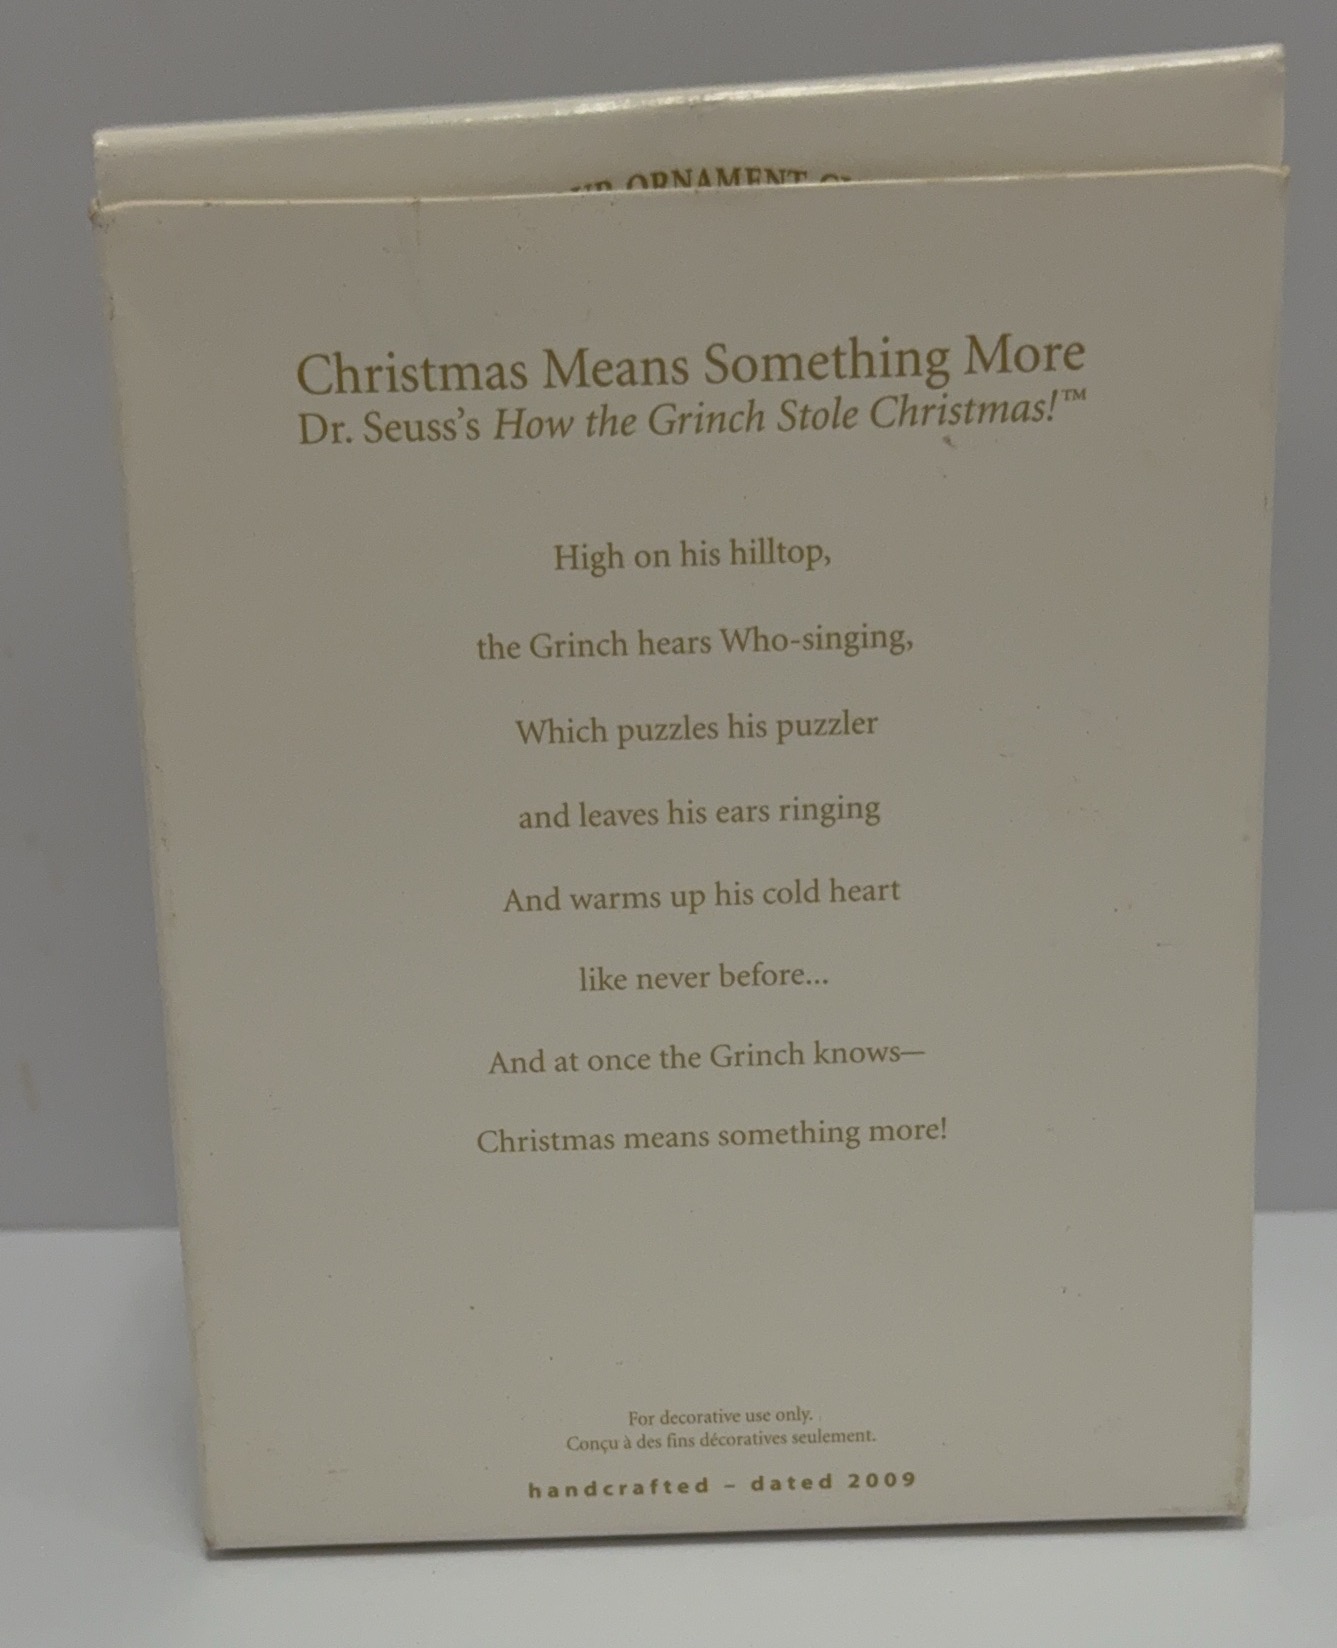 ORNAMENT
Christmas Means Something More
Dr. Seuss's How the Grinch Stole Christmas!™
High on his hilltop,
the Grinch hears Who-singing,
Which puzzles his puzzler
and leaves his ears ringing
And warms up his cold heart
like never before...
And at once the Grinch knows—
Christmas means something more!
For decorative use only.
Conçu à des fins décoratives seulement.
handcrafted – dated 2009